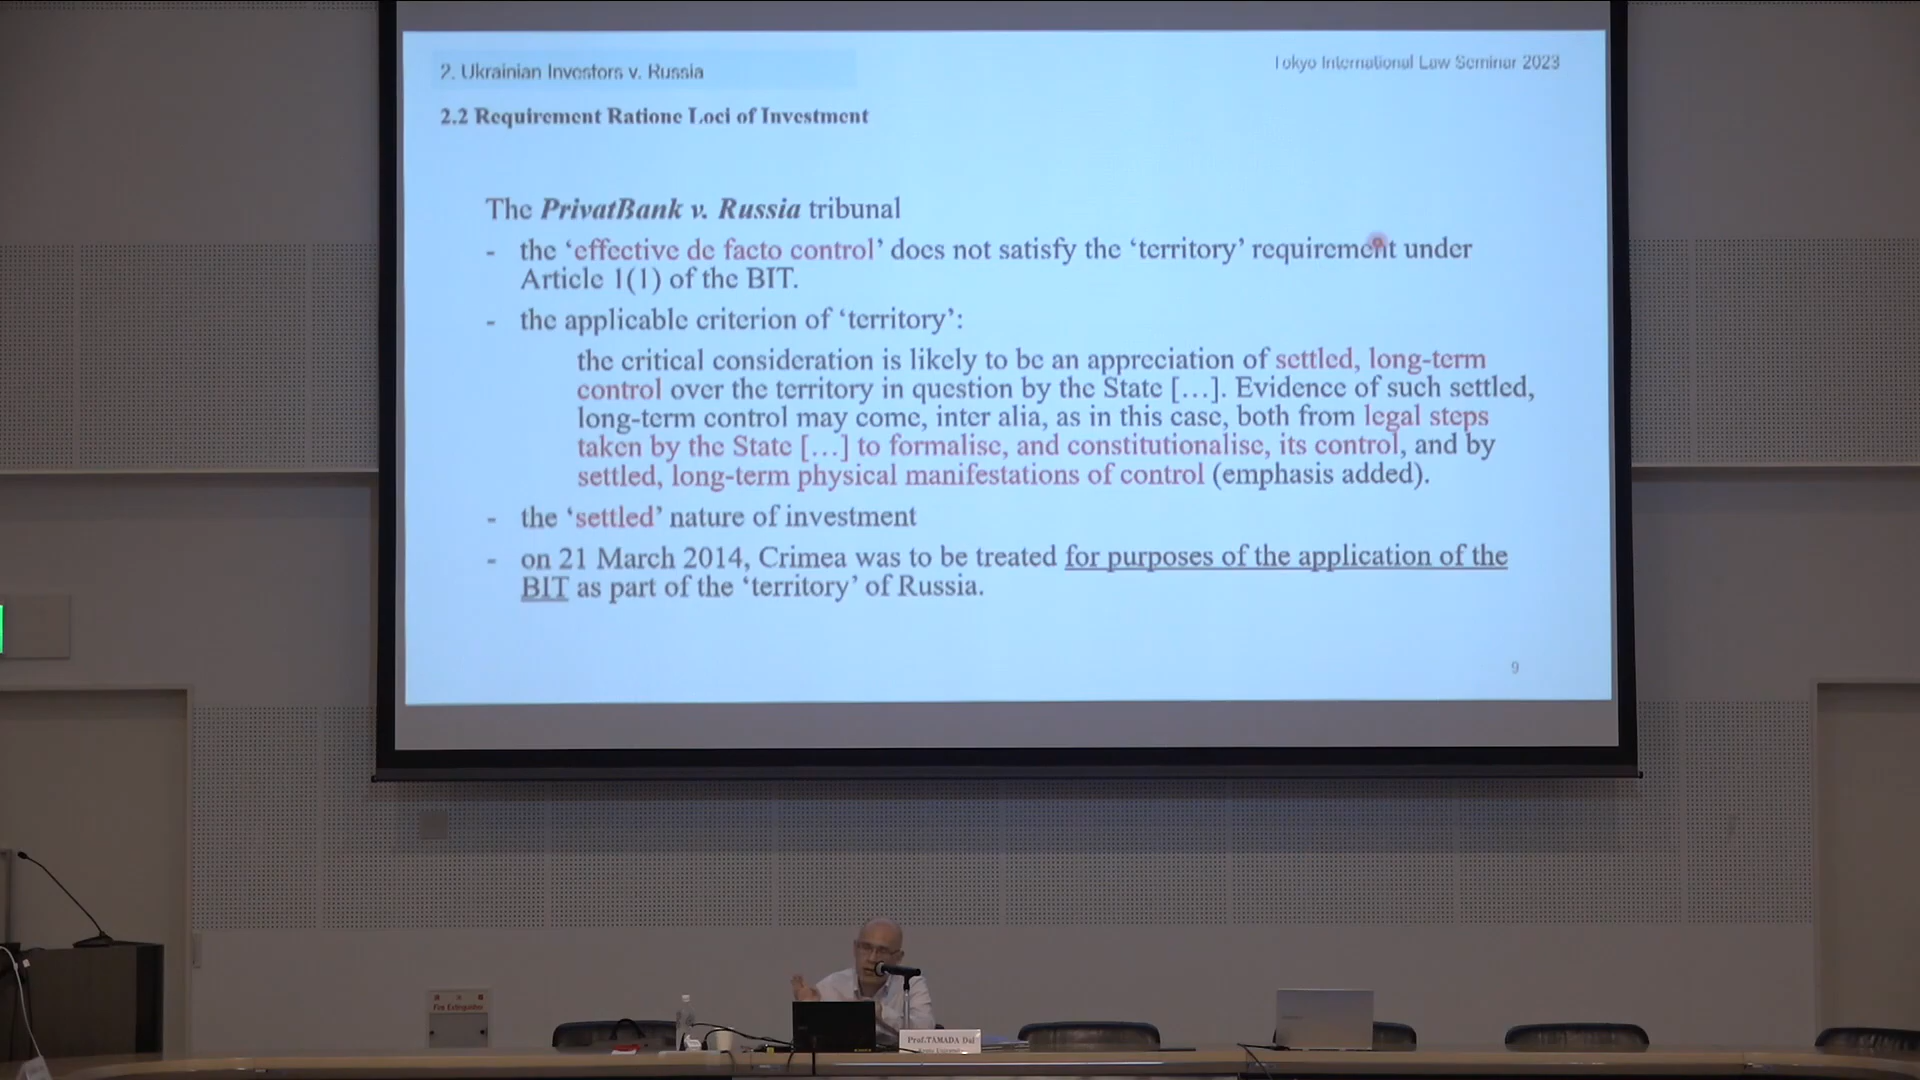 2. Ukrainian Investors v. Russia
Tokyo International Law Seminar 2023
2.2 Requirement Ratione Loci of Investment
The PrivatBank v. Russia tribunal
- the ‘effective de facto control’ does not satisfy the ‘territory’ requirement under
Article 1(1) of the BIT.
- the applicable criterion of ‘territory’:
the critical consideration is likely to be an appreciation of settled, long-term
control over the territory in question by the State […]. Evidence of such settled,
long-term control may come, inter alia, as in this case, both from legal steps
taken by the State […] to formalise, and constitutionalise, its control, and by
settled, long-term physical manifestations of control (emphasis added).
- the ‘settled’ nature of investment
- on 21 March 2014, Crimea was to be treated for purposes of the application of the
BIT as part of the ‘territory’ of Russia.
9
Fire Extinguisher
Prof.TAMADA Dai